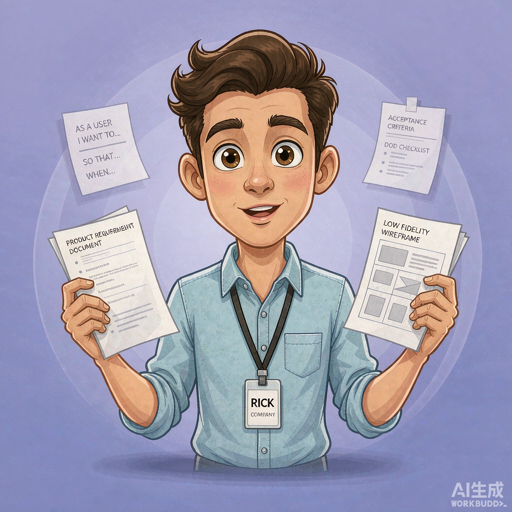 AS A USER
I WANT TO...
SO THAT...
WHEN...
ACCEPTANCE
CRITERIA
DOD CHECKLIST
PRODUCT REQUIREMENT
DOCUMENT
LOW FIDELITY
WIREFRAME
RICK
COMPANY
AI生成
WORKBUDDY